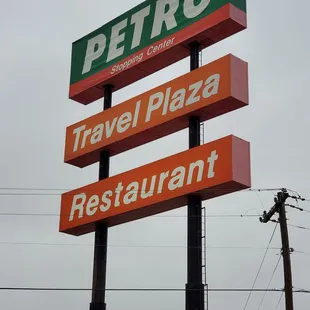 PETRO
Stopping Center
Travel Plaza
Restaurant